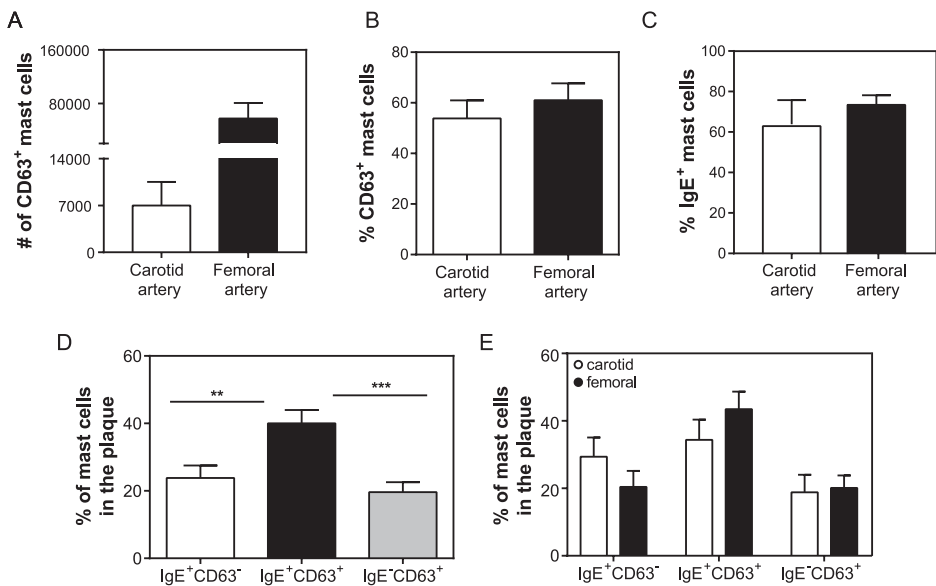 A
# of CD63⁺ mast cells
160000
80000
14000
7000
0
Carotid artery
Femoral artery
B
% CD63⁺ mast cells
80
60
40
20
0
Carotid artery
Femoral artery
C
% IgE⁺ mast cells
100
80
60
40
20
0
Carotid artery
Femoral artery
D
% of mast cells
in the plaque
60
40
20
0
**
***
IgE⁺CD63⁻
IgE⁺CD63⁺
IgE⁻CD63⁺
E
% of mast cells
in the plaque
60
40
20
0
carotid
femoral
IgE⁺CD63⁻
IgE⁺CD63⁺
IgE⁻CD63⁺